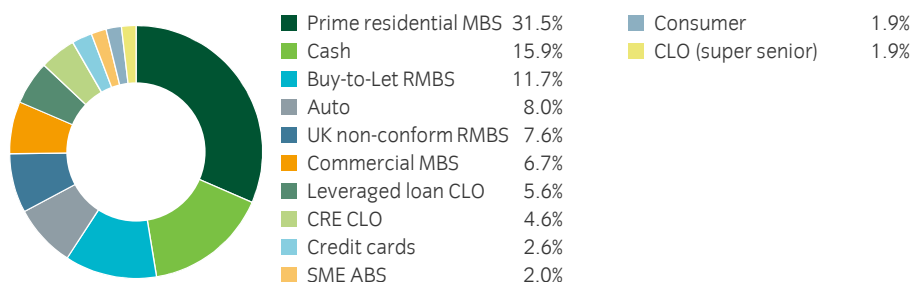 Prime residential MBS 31.5%
Cash 15.9%
Buy-to-Let RMBS 11.7%
Auto 8.0%
UK non-conform RMBS 7.6%
Commercial MBS 6.7%
Leveraged loan CLO 5.6%
CRE CLO 4.6%
Credit cards 2.6%
SME ABS 2.0%
Consumer 1.9%
CLO (super senior) 1.9%